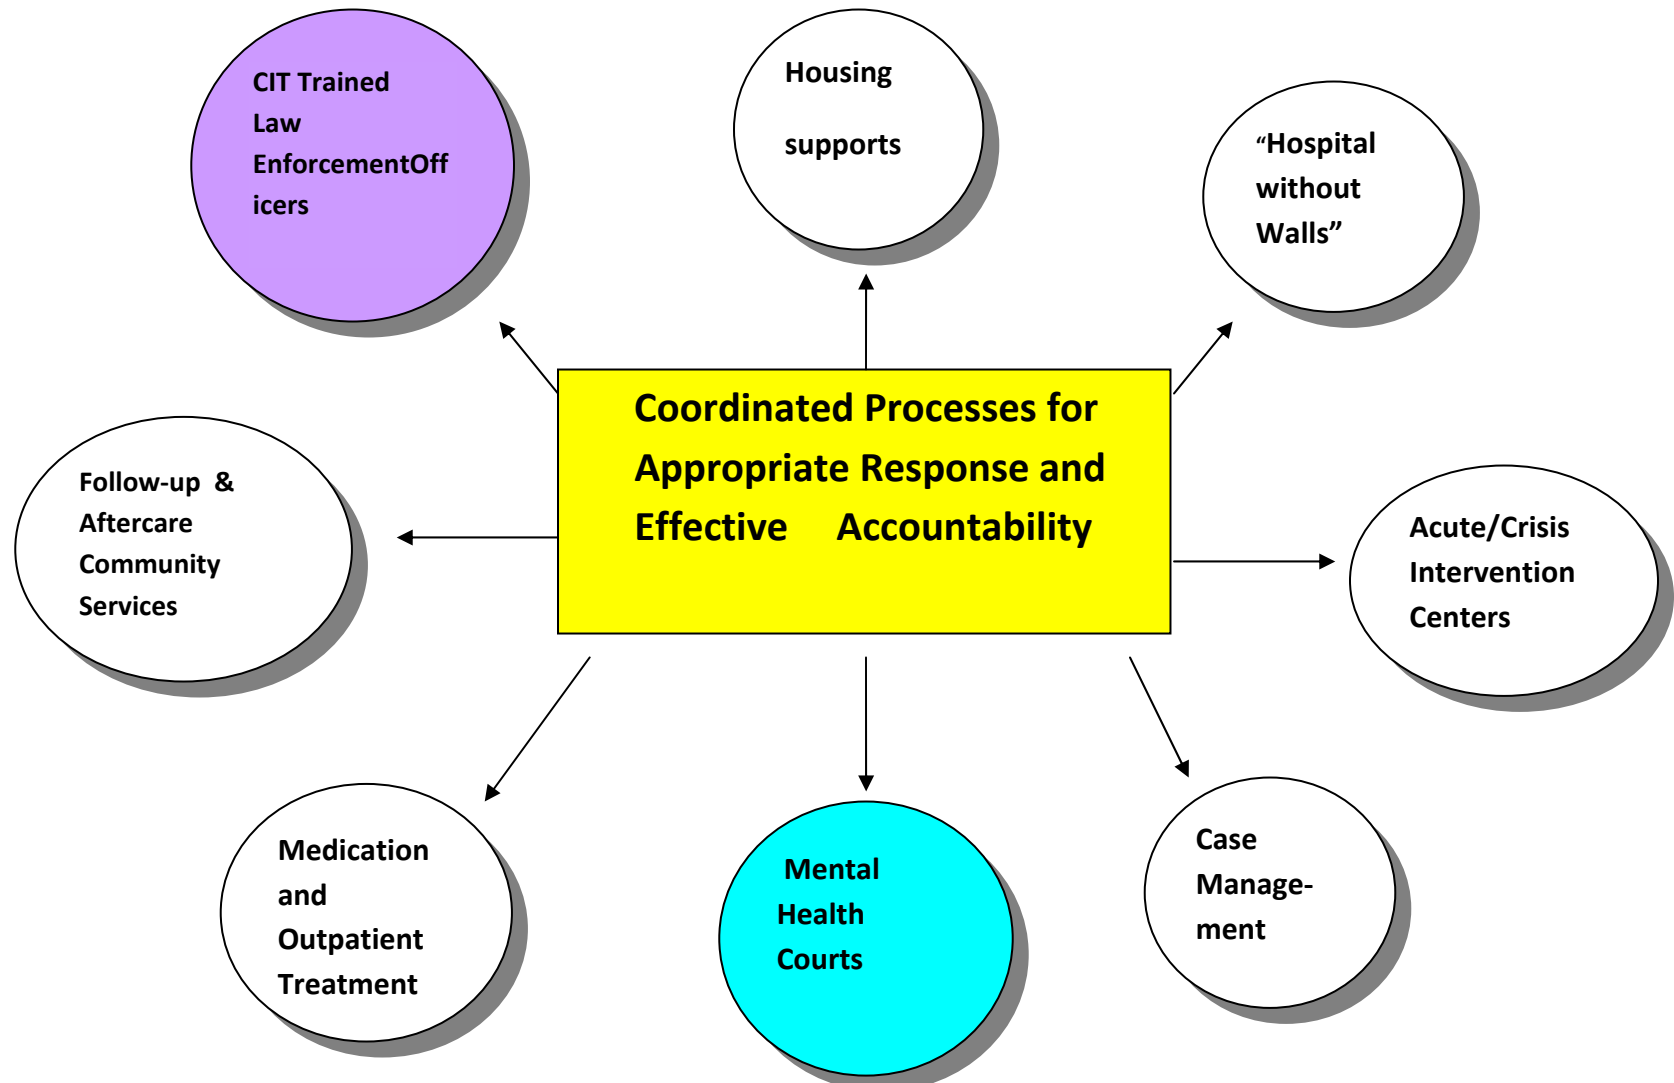 CIT Trained
Law
EnforcementOff
icers
Housing
supports
“Hospital
without
Walls”
Coordinated Processes for
Appropriate Response and
Effective Accountability
Follow-up & 
Aftercare
Community
Services
Acute/Crisis
Intervention
Centers
Medication
and
Outpatient
Treatment
Mental
Health
Courts
Case
Manage-
ment